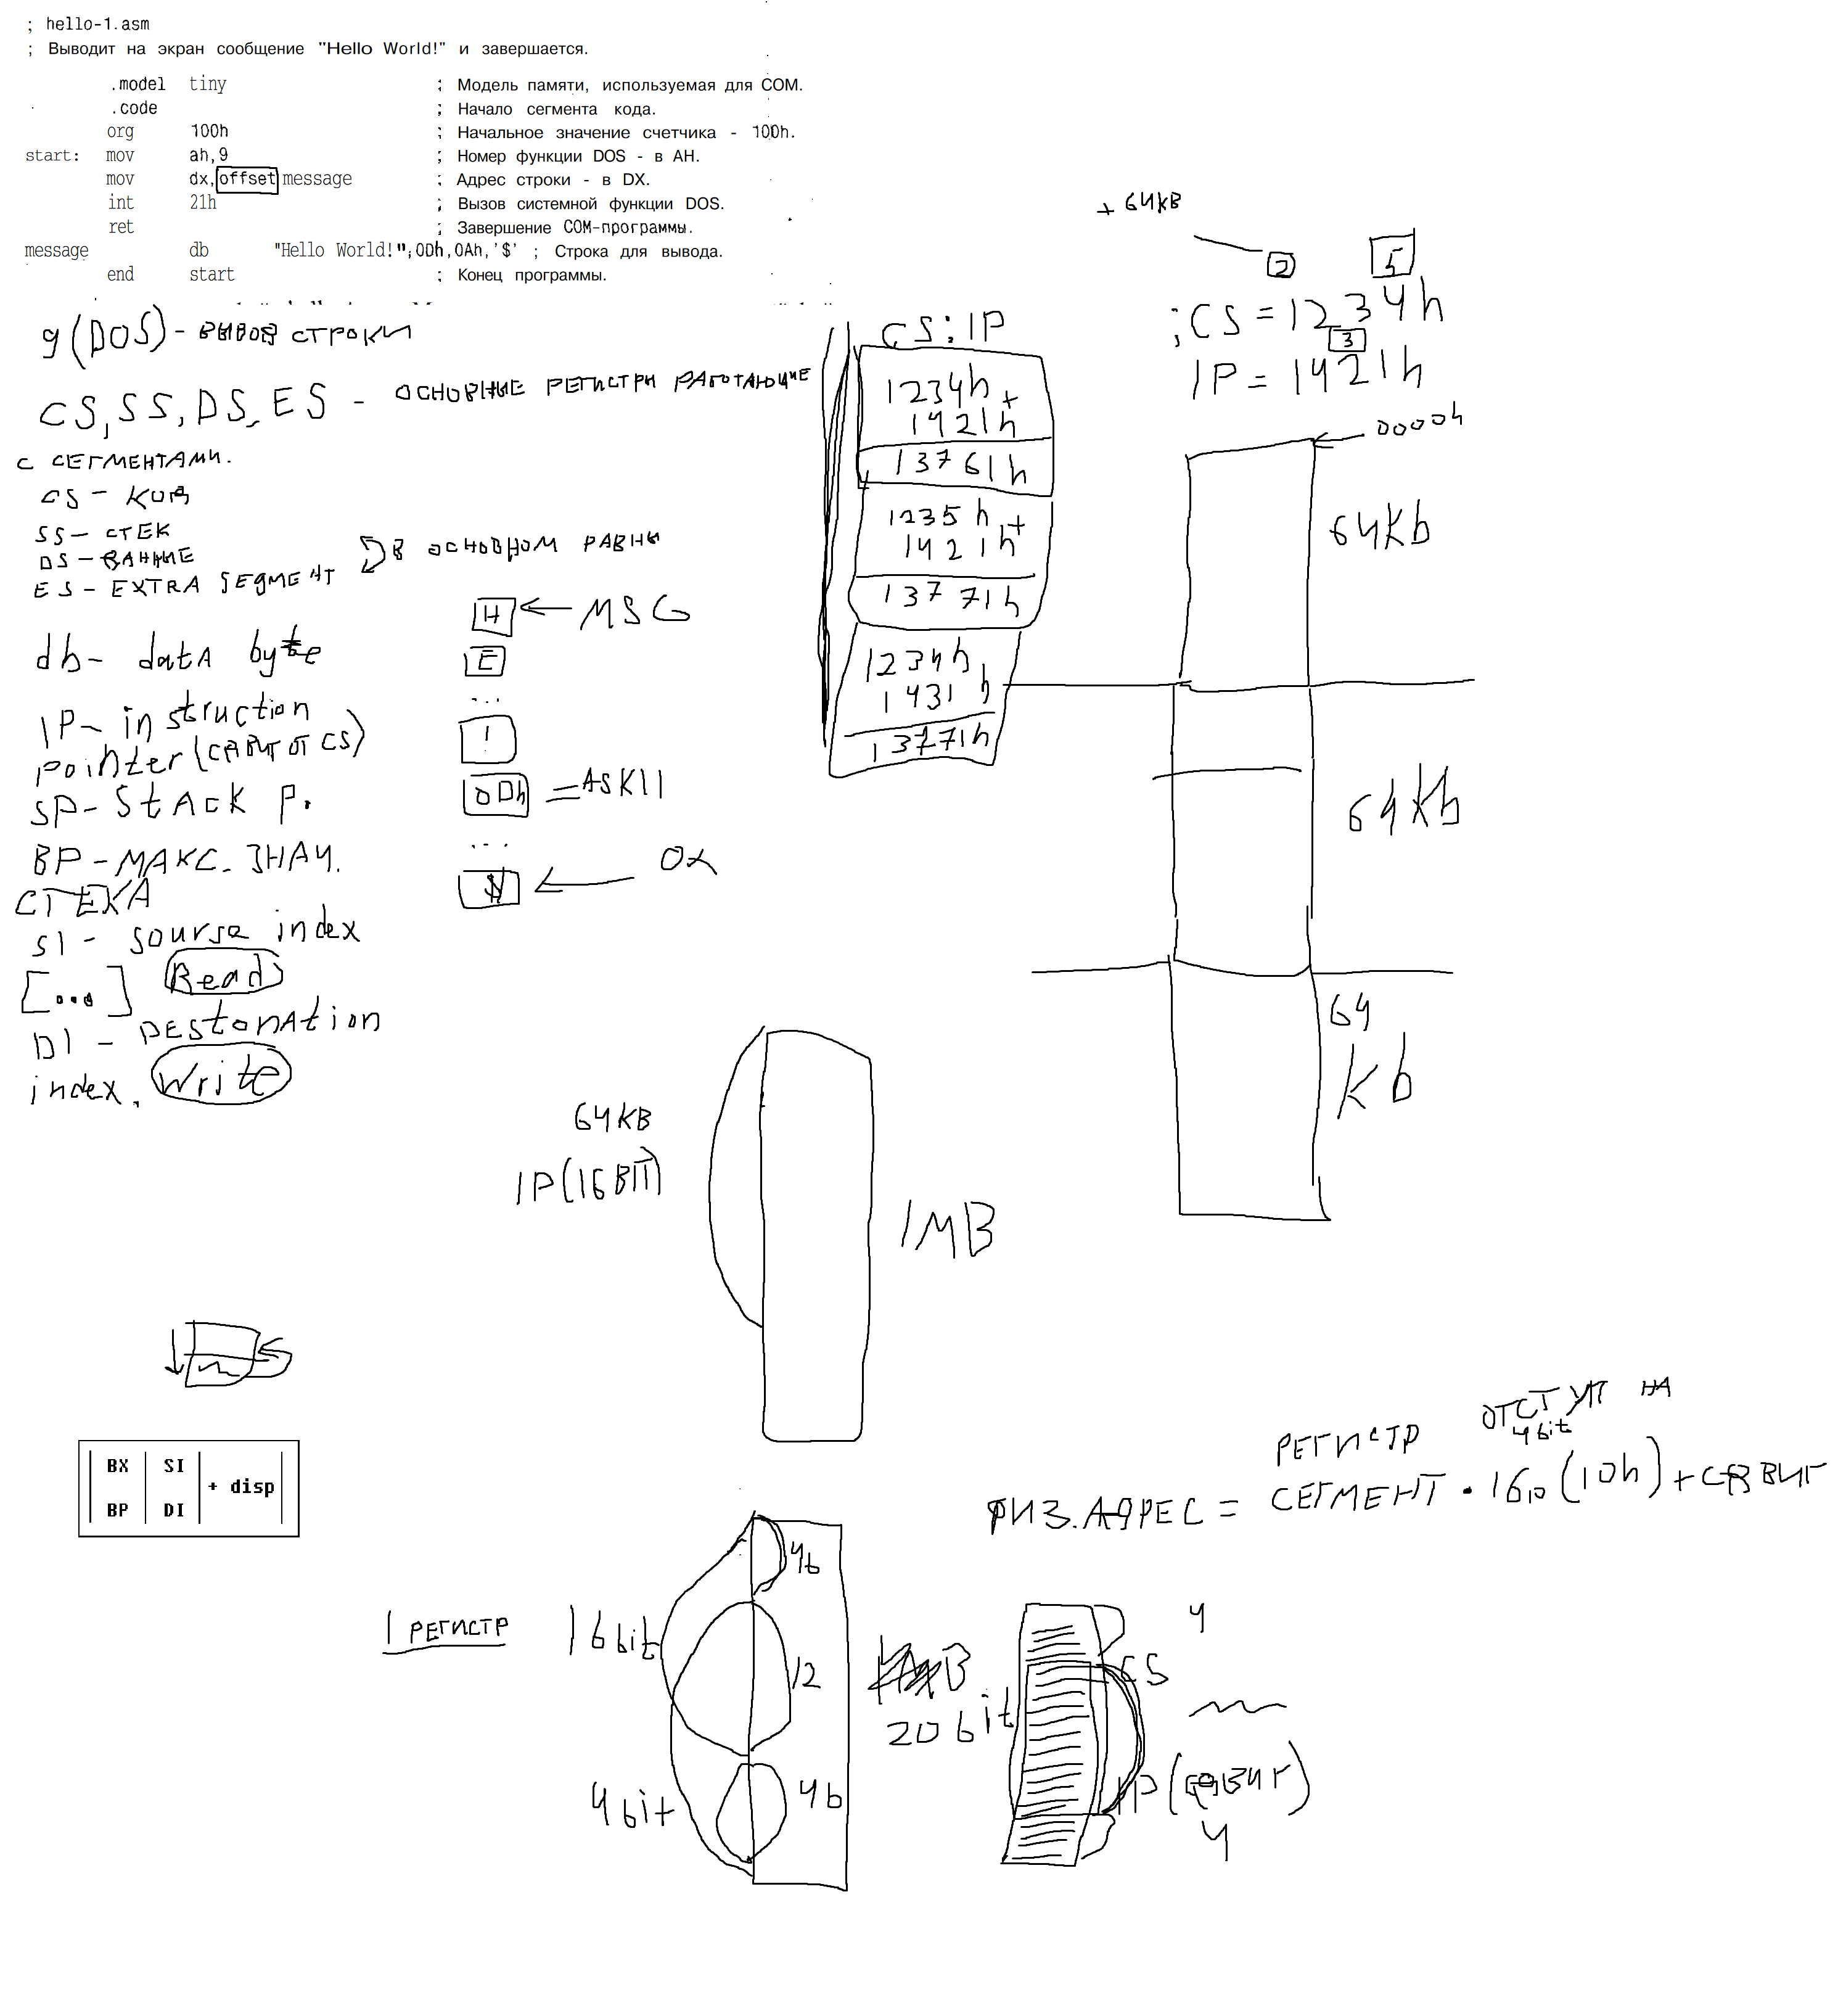 ; hello-1.asm
; Выводит на экран сообщение "Hello World!" и завершается.
.model tiny ; Модель памяти, используемая для COM.
.code ; Начало сегмента кода.
org 100h ; Начальное значение счетчика - 100h.
start: mov ah,9 ; Номер функции DOS - в AH.
mov dx,offset message ; Адрес строки - в DX.
int 21h ; Вызов системной функции DOS.
ret ; Завершение COM-программы.
message db "Hello World!";0Dh,0Ah,'$' ; Строка для вывода.
end start ; Конец программы.
9(DOS) - ВЫВОД СТРОКИ
CS, SS, DS, ES - ОСНОВНЫЕ РЕГИСТРЫ РАБОТАЮЩИЕ
С СЕГМЕНТАМИ.
CS - КОД
SS - СТЕК
DS - ДАННЫЕ
ES - EXTRA SEGMENT
В ОСНОВНОМ РАВНЫ
db - datA byte
IP - instruction
pointer (СДВИГ ОТ CS)
SP - StAcK P.
BP - МАКС. ЗНАЧ.
СТЕКА
SI - sourse index
[...] Read
DI - DEStonAtion
index. Write
H MSG
E
...
!
0Dh = ASKII
...
$
CS:IP
1234h +
1421h
13761h
1235h +
1421h
13771h
1234h
1431h
13771h
+ 64KB
2 5
;CS = 1234h
3
IP = 1421h
0000h
64Kb
64Kb
64
Kb
64KB
IP (16 BIT)
1MB
BX SI + disp
BP DI
РЕГИСТР ОТСТУП НА
4bit
ФИЗ. АДРЕС = СЕГМЕНТ · 16₁₀ (10h) + СДВИГ
1 РЕГИСТР
16bit
4b
12
20 bit
4bit
4b
4
CS
IP (СДВИГ)
4